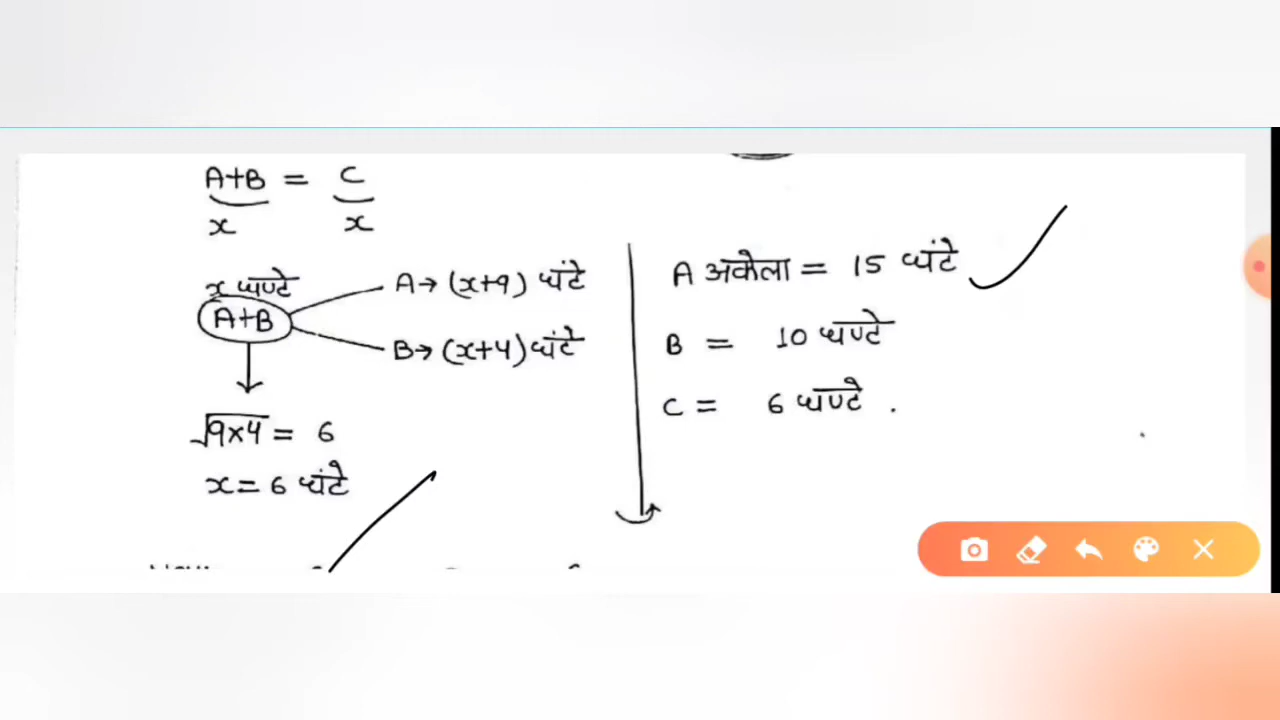 A+B = C
x x
x घण्टे
A+B
A→ (x+9) घंटे
B→ (x+4) घंटे
√9×4 = 6
x = 6 घंटे
A अकेला = 15 घंटे
B = 10 घण्टे
C = 6 घण्टे .